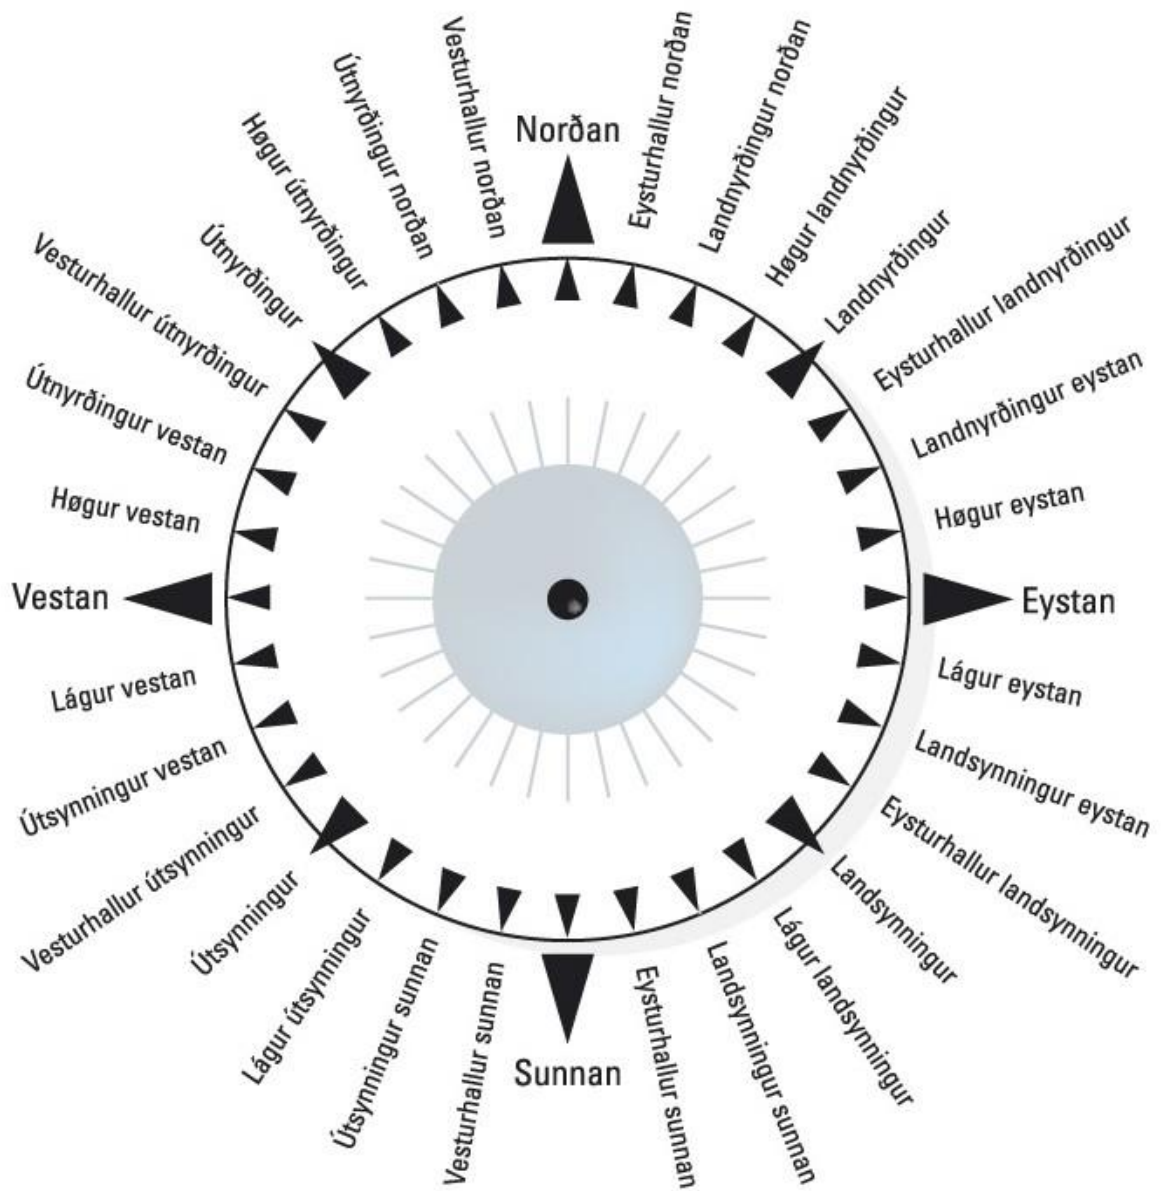 Norðan
Eysturhallur norðan
Landnyrðingur norðan
Høgur landnyrðingur
Landnyrðingur
Eysturhallur landnyrðingur
Landnyrðingur eystan
Høgur eystan
Eystan
Lágur eystan
Landsynningur eystan
Eysturhallur landsynningur
Landsynningur
Lágur landsynningur
Landsynningur sunnan
Eysturhallur sunnan
Sunnan
Vesturhallur sunnan
Útsynningur sunnan
Lágur útsynningur
Útsynningur
Vesturhallur útsynningur
Útsynningur vestan
Lágur vestan
Vestan
Høgur vestan
Útnyrðingur vestan
Vesturhallur útnyrðingur
Útnyrðingur
Høgur útnyrðingur
Útnyrðingur norðan
Vesturhallur norðan